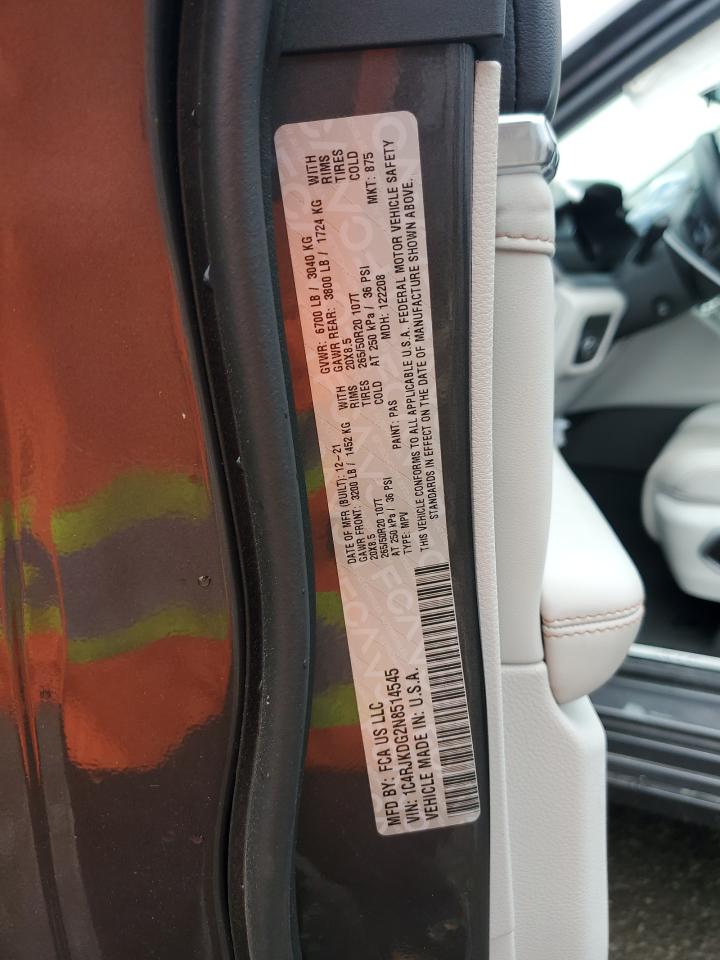 MFD BY: FCA US LLC
VIN: 1C4RJKDG2N8514545
VEHICLE MADE IN: U.S.A.
DATE OF MFR (BUILT): 12-21 GVWR: 6700 LB / 3040 KG
GAWR FRONT: 3200 LB / 1452 KG WITH GAWR REAR: 3800 LB / 1724 KG WITH
20X8.5 RIMS 20X8.5 RIMS
265/50R20 107T TIRES 265/50R20 107T TIRES
AT 250 kPa / 36 PSI COLD AT 250 kPa / 36 PSI COLD
TYPE: MPV PAINT: PAS MDH: 122208 MKT: 875
THIS VEHICLE CONFORMS TO ALL APPLICABLE U.S.A. FEDERAL MOTOR VEHICLE SAFETY
STANDARDS IN EFFECT ON THE DATE OF MANUFACTURE SHOWN ABOVE.